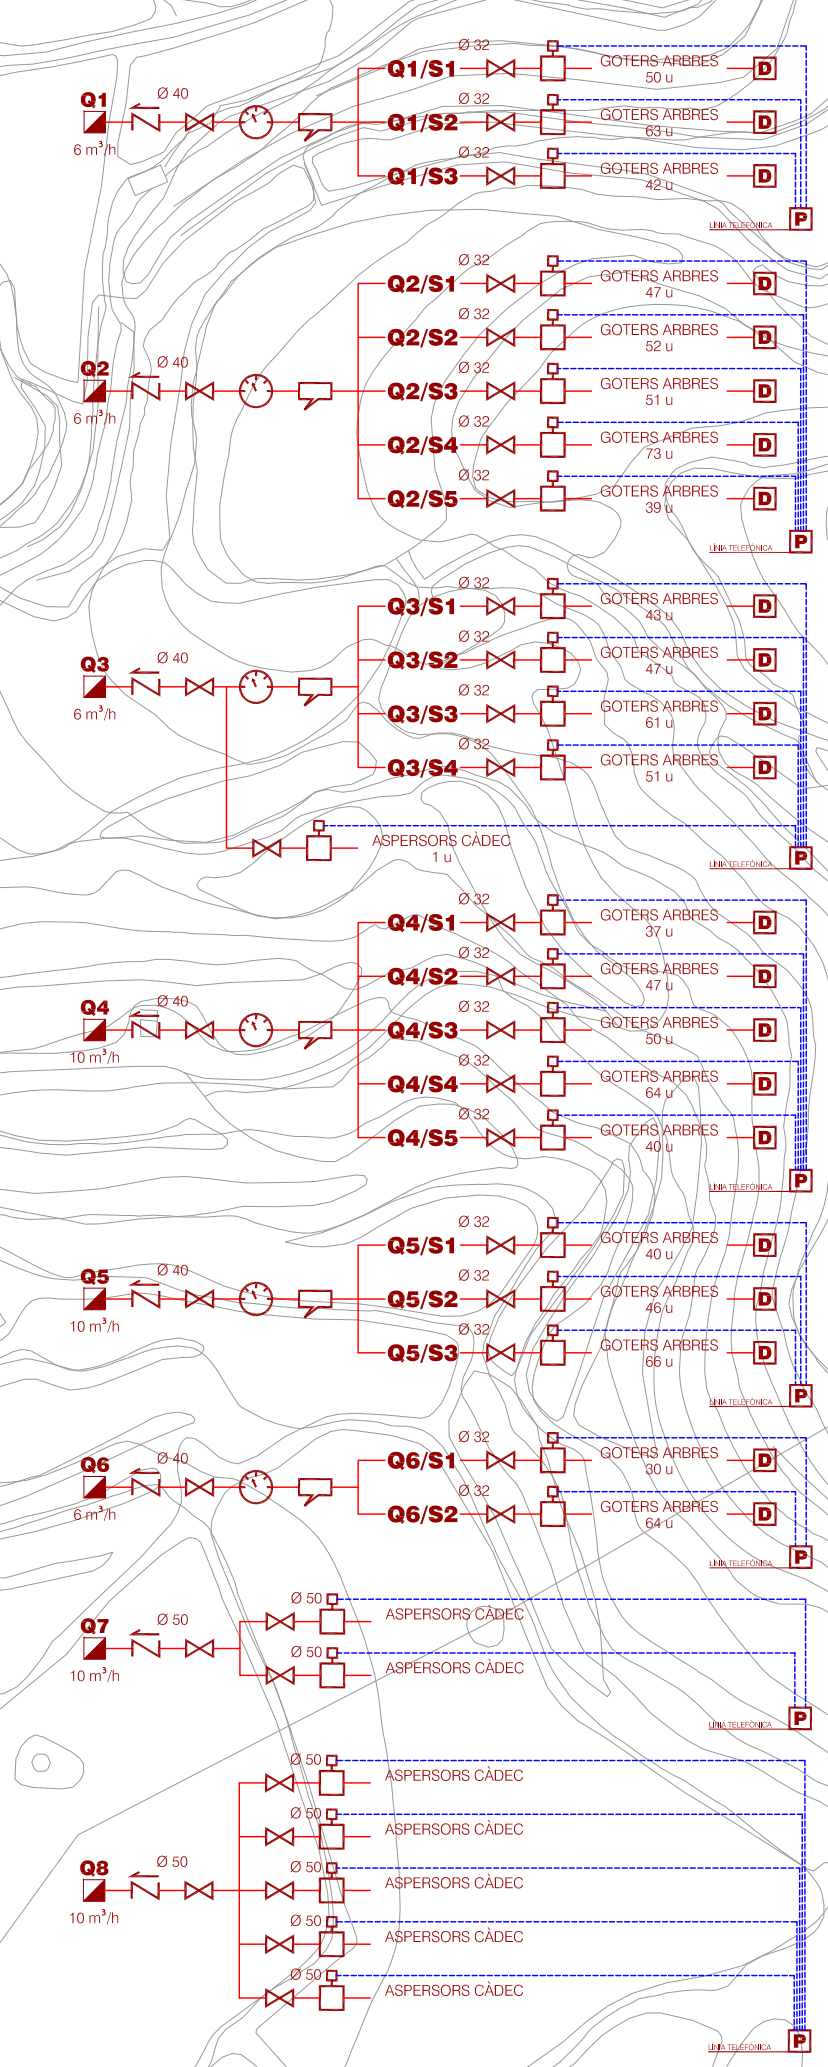 Ø 32
Q1/S1
GOTERS ARBRES
50 u
D
Q1
Ø 40
6 m³/h
Ø 32
Q1/S2
GOTERS ARBRES
63 u
D
Ø 32
Q1/S3
GOTERS ARBRES
42 u
D
LÍNIA TELEFÒNICA
P
Ø 32
Q2/S1
GOTERS ARBRES
47 u
D
Ø 32
Q2/S2
GOTERS ARBRES
52 u
D
Q2
Ø 40
6 m³/h
Ø 32
Q2/S3
GOTERS ARBRES
51 u
D
Ø 32
Q2/S4
GOTERS ARBRES
73 u
D
Ø 32
Q2/S5
GOTERS ARBRES
39 u
D
LÍNIA TELEFÒNICA
P
Ø 32
Q3/S1
GOTERS ARBRES
43 u
D
Ø 32
Q3/S2
GOTERS ARBRES
47 u
D
Q3
Ø 40
6 m³/h
Ø 32
Q3/S3
GOTERS ARBRES
61 u
D
Ø 32
Q3/S4
GOTERS ARBRES
51 u
D
ASPERSORS CÀDEC
1 u
LÍNIA TELEFÒNICA
P
Ø 32
Q4/S1
GOTERS ARBRES
37 u
D
Ø 32
Q4/S2
GOTERS ARBRES
47 u
D
Q4
Ø 40
10 m³/h
Ø 32
Q4/S3
GOTERS ARBRES
50 u
D
Ø 32
Q4/S4
GOTERS ARBRES
64 u
D
Ø 32
Q4/S5
GOTERS ARBRES
40 u
D
LÍNIA TELEFÒNICA
P
Ø 32
Q5/S1
GOTERS ARBRES
40 u
D
Q5
Ø 40
10 m³/h
Ø 32
Q5/S2
GOTERS ARBRES
46 u
D
Ø 32
Q5/S3
GOTERS ARBRES
66 u
D
LÍNIA TELEFÒNICA
P
Ø 32
Q6/S1
GOTERS ARBRES
30 u
D
Q6
Ø 40
6 m³/h
Ø 32
Q6/S2
GOTERS ARBRES
64 u
D
LÍNIA TELEFÒNICA
P
Ø 50
ASPERSORS CÀDEC
Q7
Ø 50
10 m³/h
Ø 50
ASPERSORS CÀDEC
LÍNIA TELEFÒNICA
P
Ø 50
ASPERSORS CÀDEC
Ø 50
ASPERSORS CÀDEC
Q8
Ø 50
10 m³/h
Ø 50
ASPERSORS CÀDEC
Ø 50
ASPERSORS CÀDEC
Ø 50
ASPERSORS CÀDEC
LÍNIA TELEFÒNICA
P